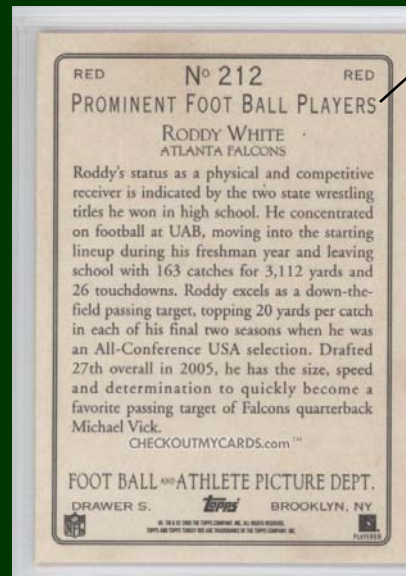 RED Nº 212 RED
PROMINENT FOOT BALL PLAYERS
RODDY WHITE
ATLANTA FALCONS
Roddy's status as a physical and competitive
receiver is indicated by the two state wrestling
titles he won in high school. He concentrated
on football at UAB, moving into the starting
lineup during his freshman year and leaving
school with 163 catches for 3,112 yards and
26 touchdowns. Roddy excels as a down-the-
field passing target, topping 20 yards per catch
in each of his final two seasons when he was
an All-Conference USA selection. Drafted
27th overall in 2005, he has the size, speed
and determination to quickly become a
favorite passing target of Falcons quarterback
Michael Vick.
CHECKOUTMYCARDS.com™
FOOT BALL AND ATHLETE PICTURE DEPT.
DRAWER S. Topps BROOKLYN, NY
NFL
PLAYERS